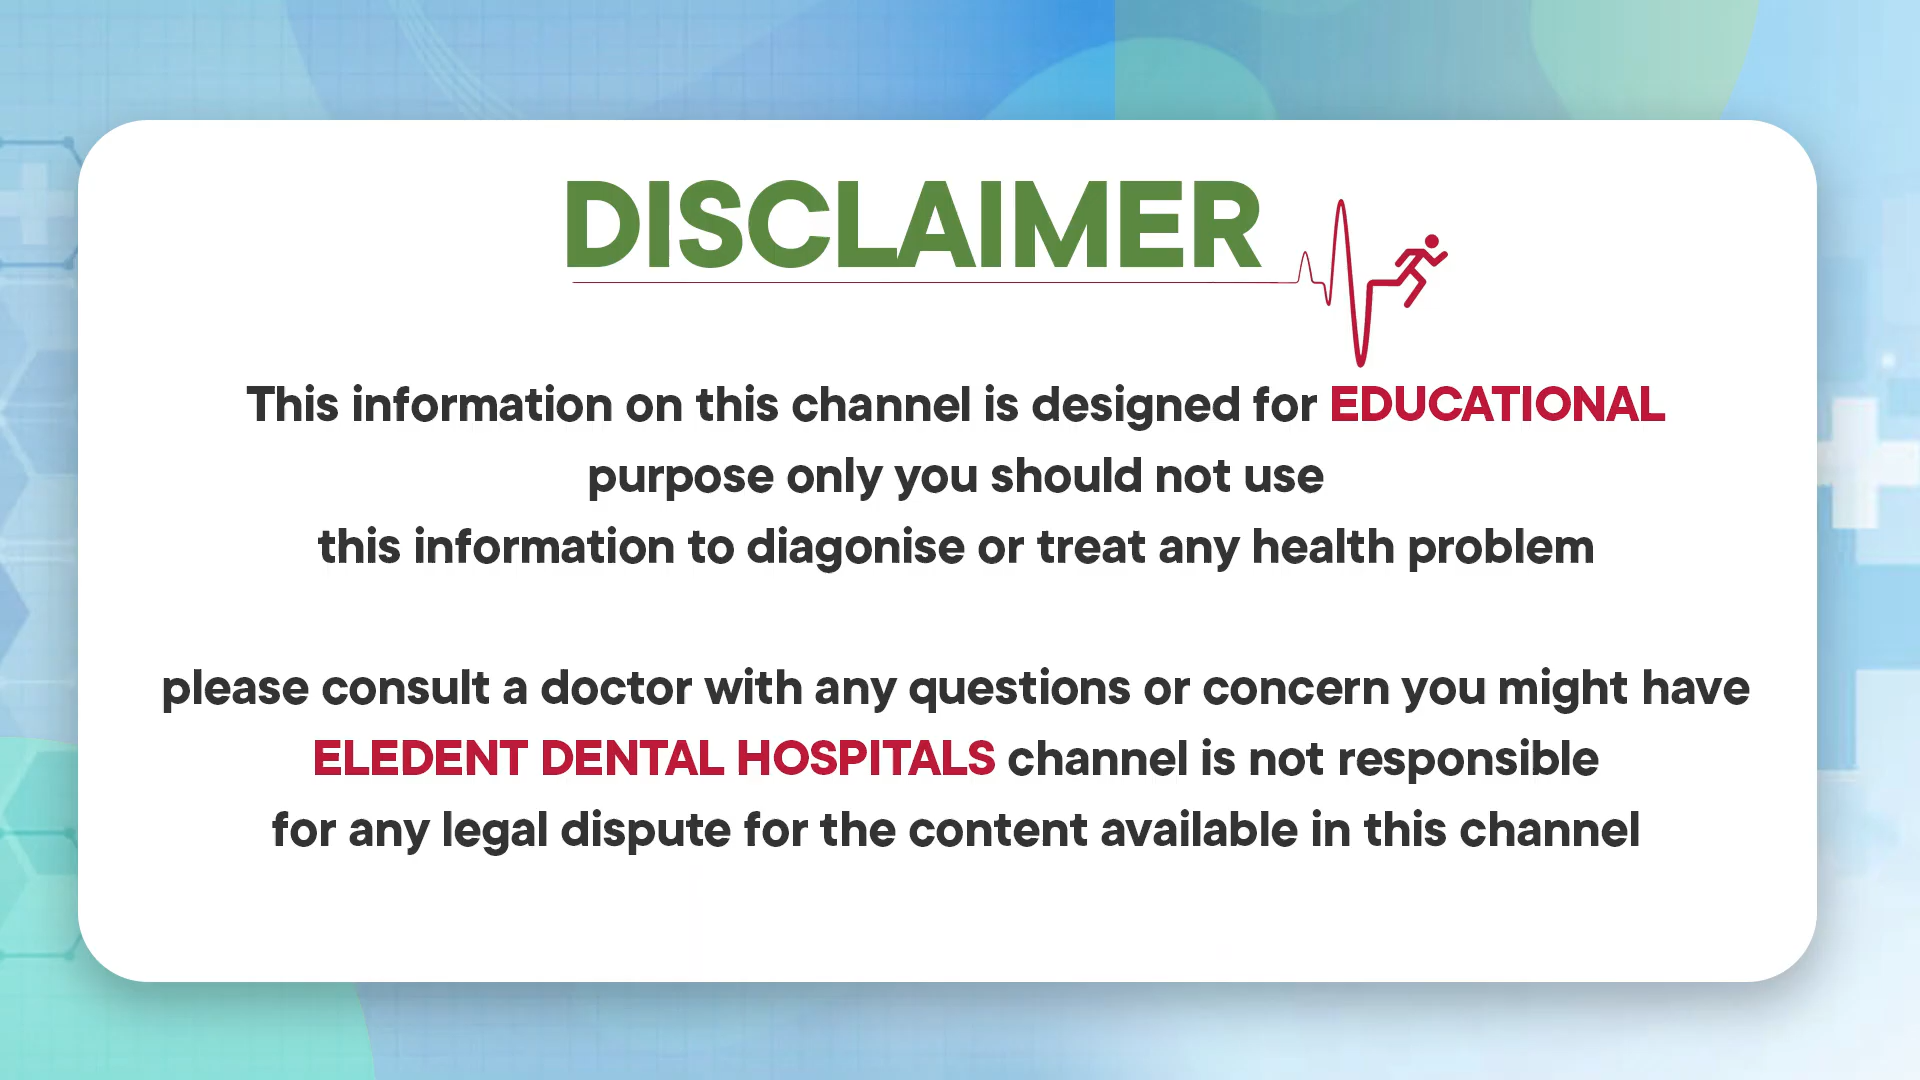 DISCLAIMER
This information on this channel is designed for EDUCATIONAL
purpose only you should not use
this information to diagonise or treat any health problem
please consult a doctor with any questions or concern you might have
ELEDENT DENTAL HOSPITALS channel is not responsible
for any legal dispute for the content available in this channel